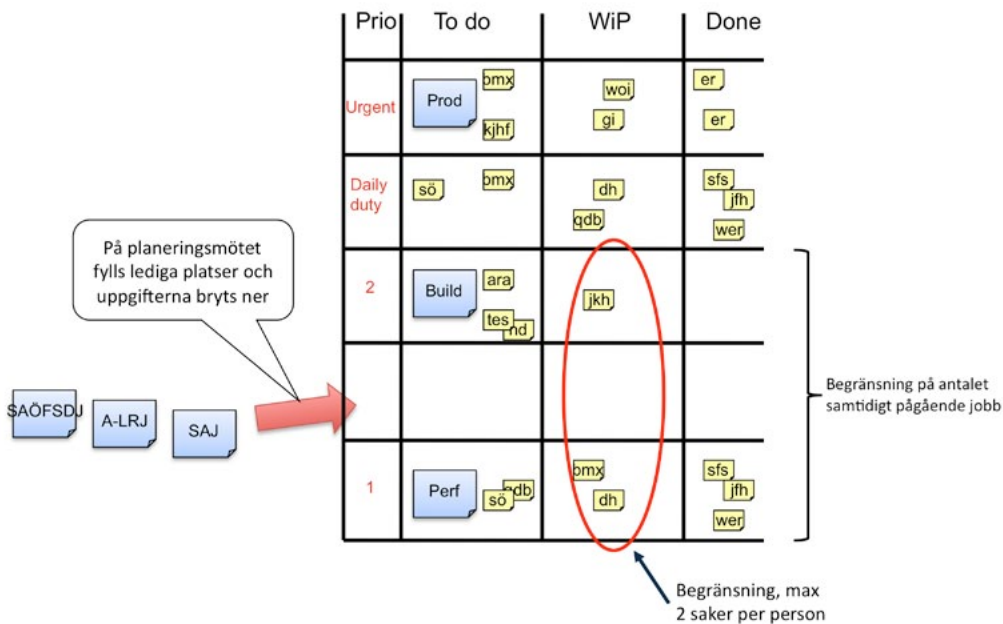 Prio To do WiP Done
Urgent
Prod
bmx
kjhf
woi
gi
er
er
Daily
duty
sö
bmx
dh
qdb
sfs
jfh
wer
På planeringsmötet
fylls lediga platser och
uppgifterna bryts ner
2
Build
ara
tes
nd
jkh
SAÖFSDJ
A-LRJ
SAJ
Begränsning på antalet
samtidigt pågående jobb
1
Perf
sö
qdb
bmx
dh
sfs
jfh
wer
Begränsning, max
2 saker per person